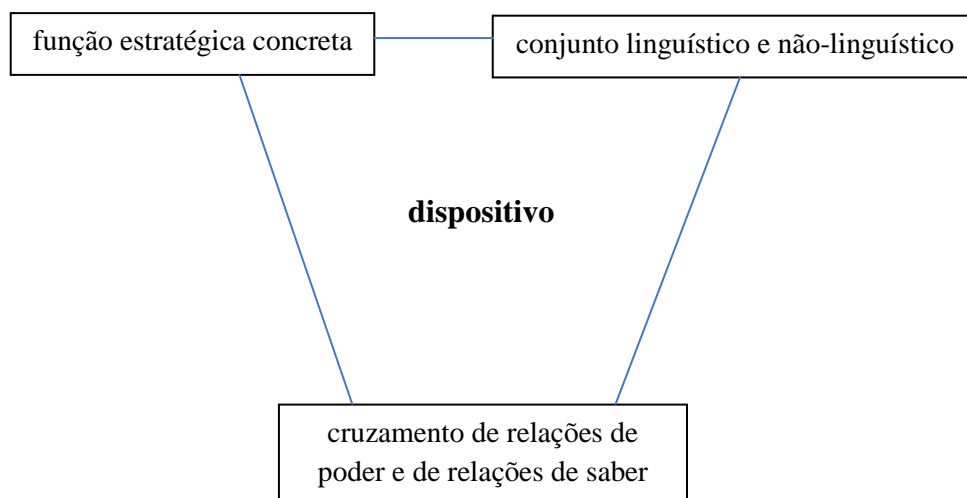 função estratégica concreta
conjunto linguístico e não-linguístico
dispositivo
cruzamento de relações de
poder e de relações de saber